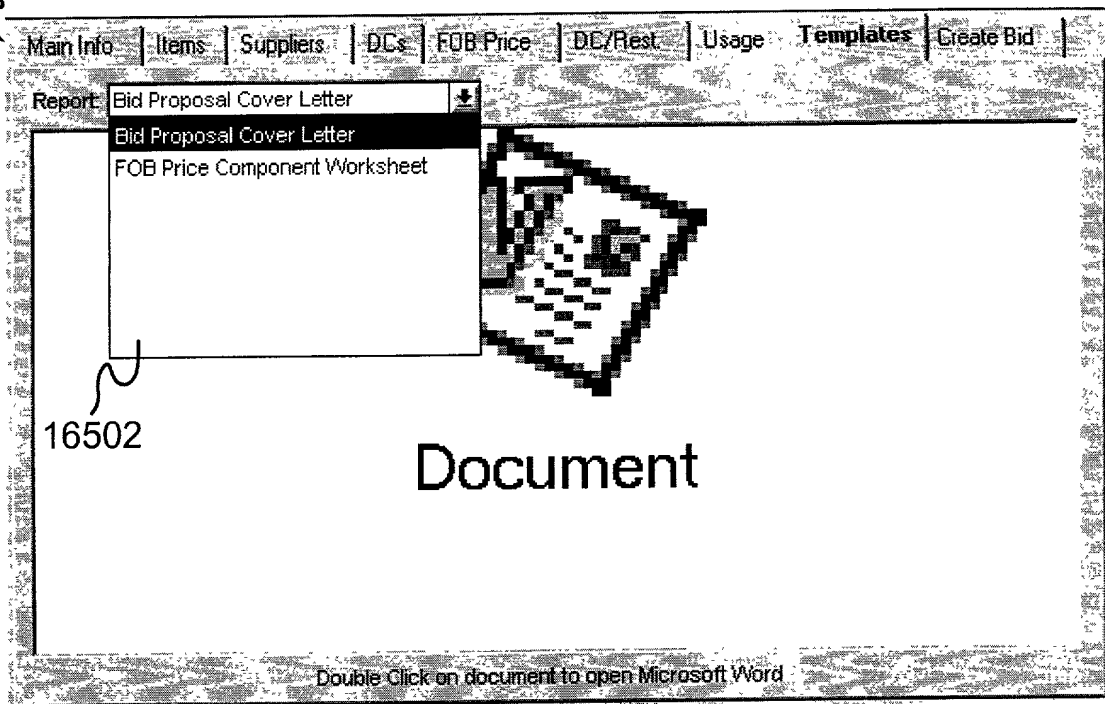 Main Info Items Suppliers DCs FOB Price DC/Rest. Usage Templates Create Bid
Report: Bid Proposal Cover Letter
Bid Proposal Cover Letter
FOB Price Component Worksheet
16502
Document
Double Click on document to open Microsoft Word